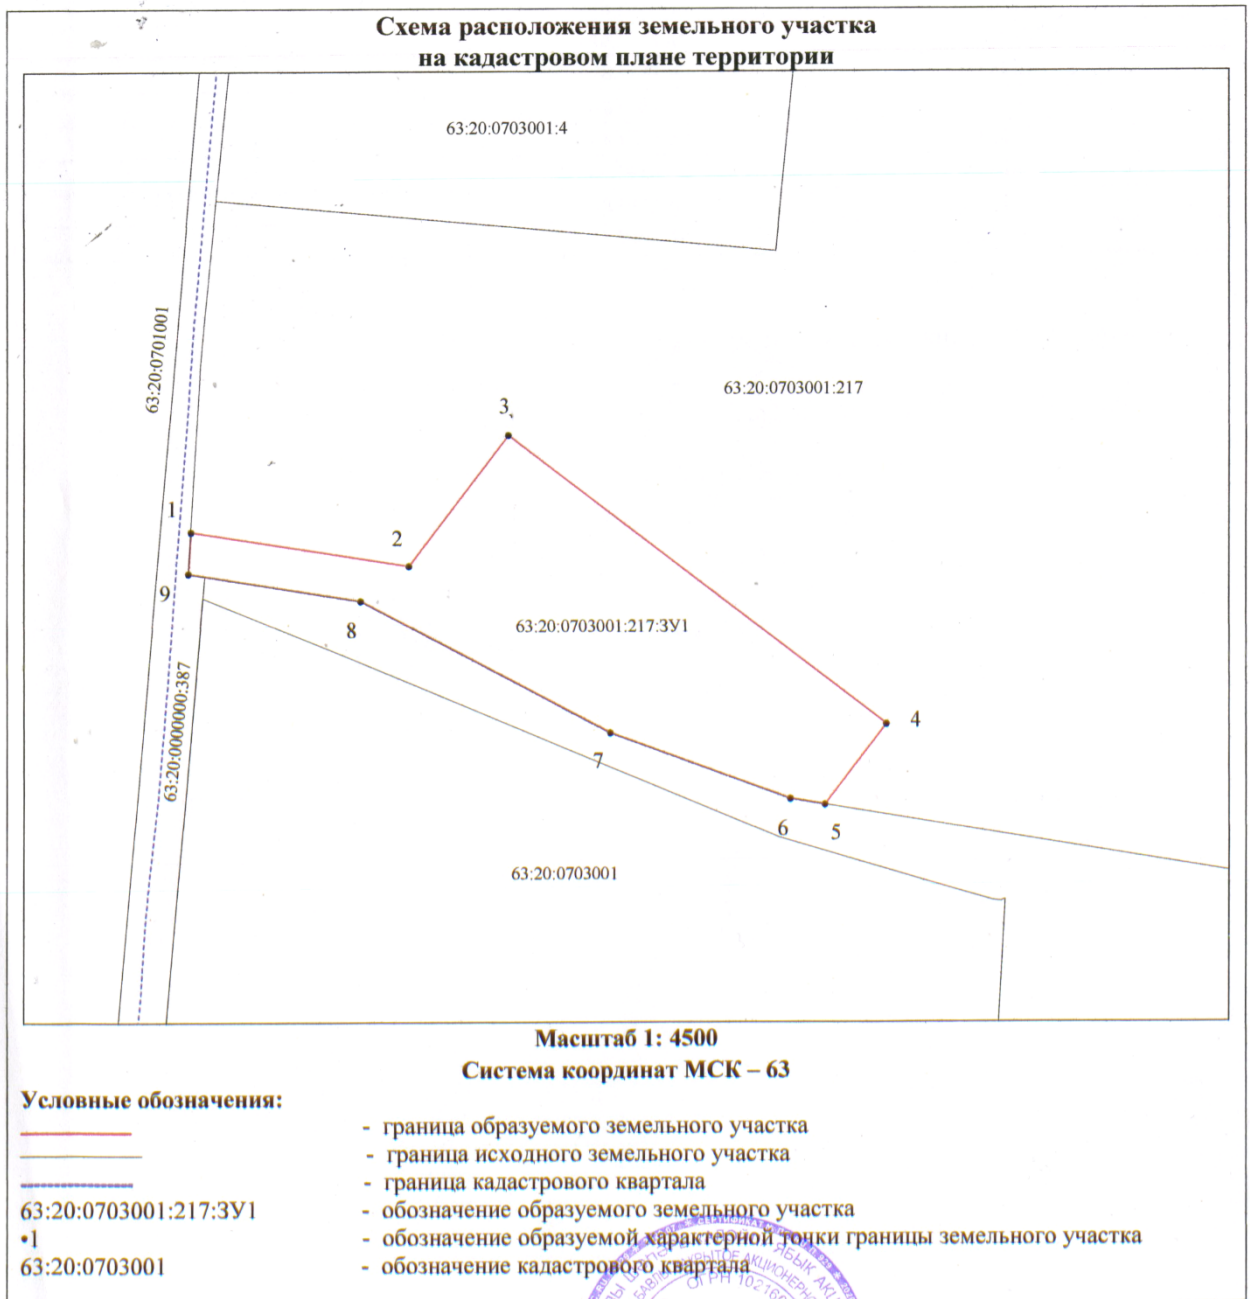 Схема расположения земельного участка
на кадастровом плане территории
63:20:0703001:4
63:20:0701001
63:20:0703001:217
3
1
2
9
8
63:20:0703001:217:ЗУ1
63:20:0000000:387
4
7
6
5
63:20:0703001
Масштаб 1: 4500
Система координат МСК – 63
Условные обозначения:
- граница образуемого земельного участка
- граница исходного земельного участка
- граница кадастрового квартала
63:20:0703001:217:ЗУ1 - обозначение образуемого земельного участка
•1 - обозначение образуемой характерной точки границы земельного участка
63:20:0703001 - обозначение кадастрового квартала